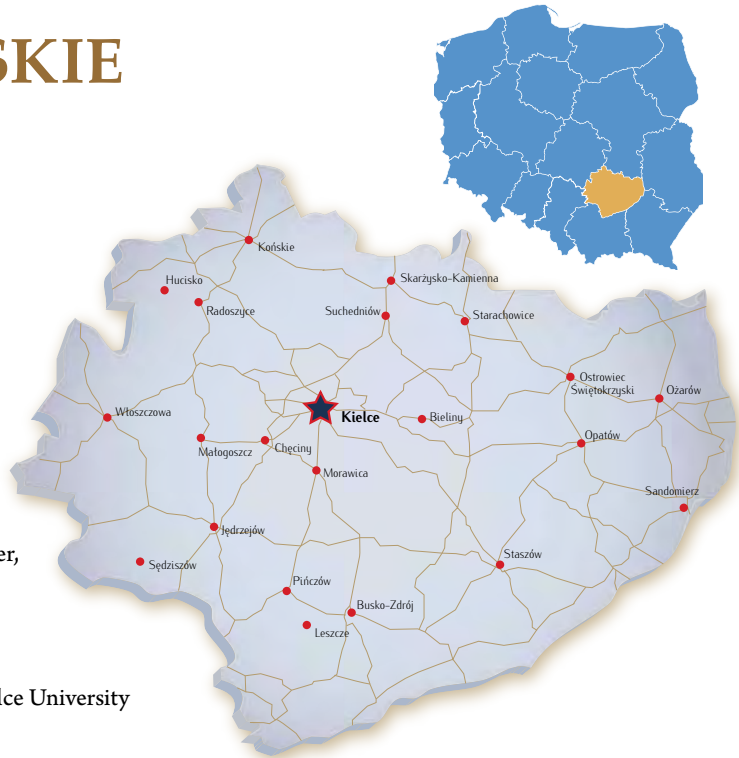 SKIE
Końskie
Skarżysko-Kamienna
Hucisko
Radoszyce
Suchedniów
Starachowice
Ostrowiec
Świętokrzyski
Ożarów
Włoszczowa
Kielce
Bieliny
Opatów
Małogoszcz
Chęciny
Morawica
Sandomierz
Jędrzejów
er,
Sędziszów
Staszów
Pińczów
Busko-Zdrój
Leszcze
lce University